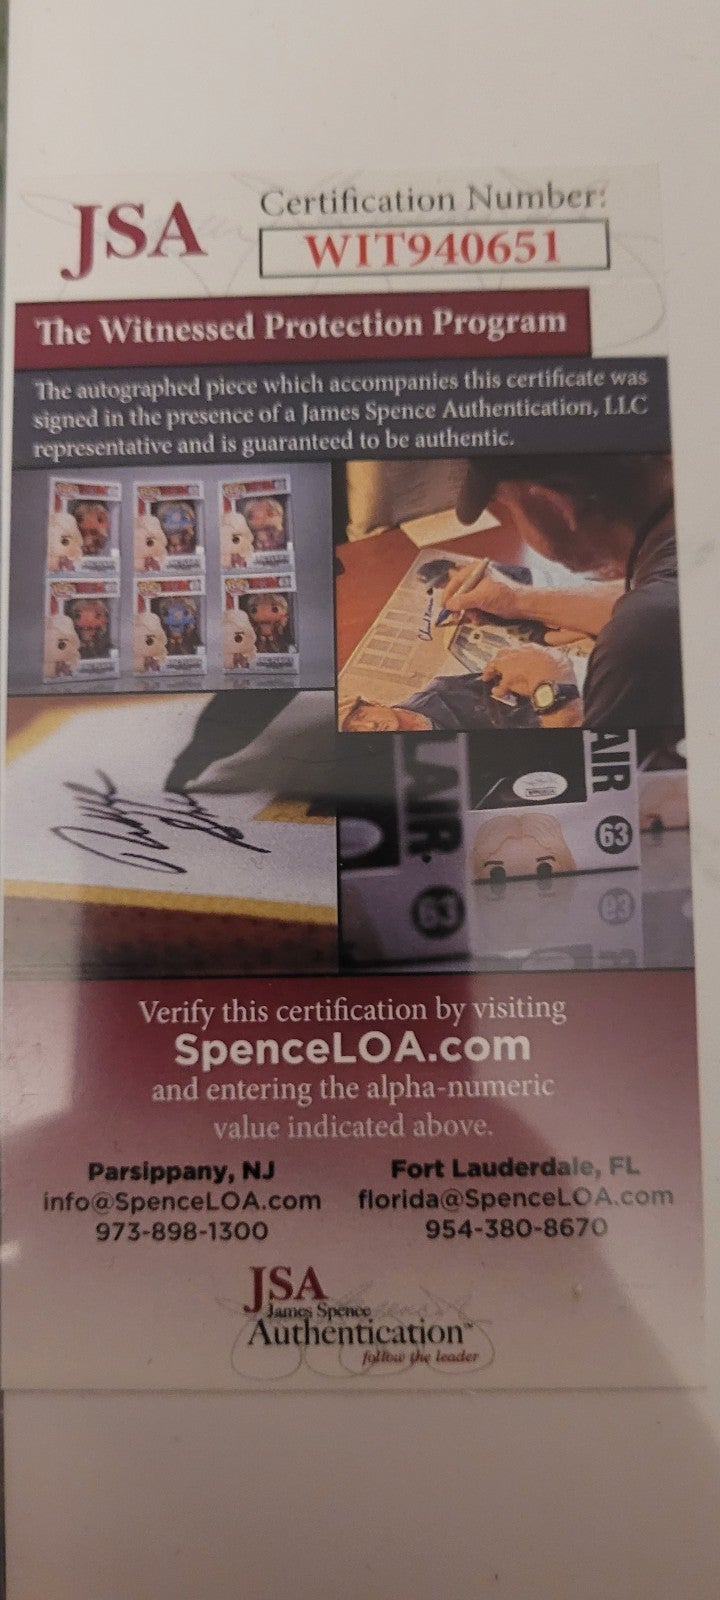 JSA
Certification Number:
WIT940651
The Witnessed Protection Program
The autographed piece which accompanies this certificate was
signed in the presence of a James Spence Authentication, LLC
representative and is guaranteed to be authentic.
LAIR
AIR
63
63
63
Verify this certification by visiting
SpenceLOA.com
and entering the alpha-numeric
value indicated above.
Parsippany, NJ
info@SpenceLOA.com
973-898-1300
Fort Lauderdale, FL
florida@SpenceLOA.com
954-380-8670
JSA
James Spence
Authentication™
follow the leader